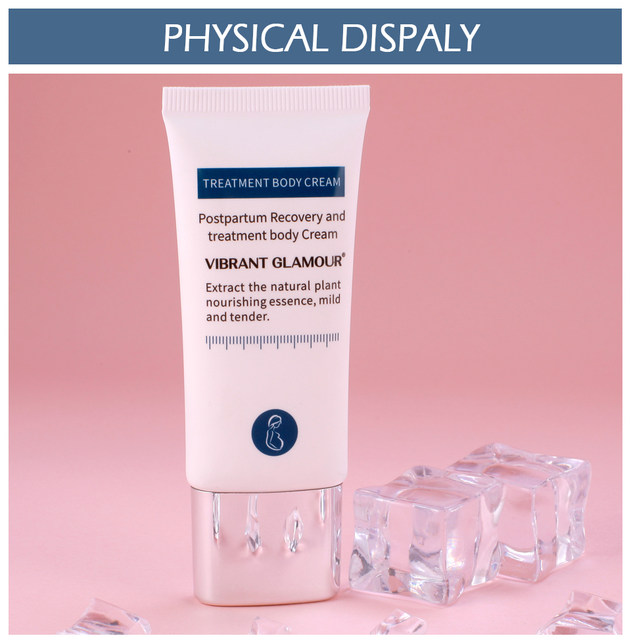 PHYSICAL DISPALY
TREATMENT BODY CREAM
Postpartum Recovery and
treatment body Cream
VIBRANT GLAMOUR®
Extract the natural plant
nourishing essence, mild
and tender.